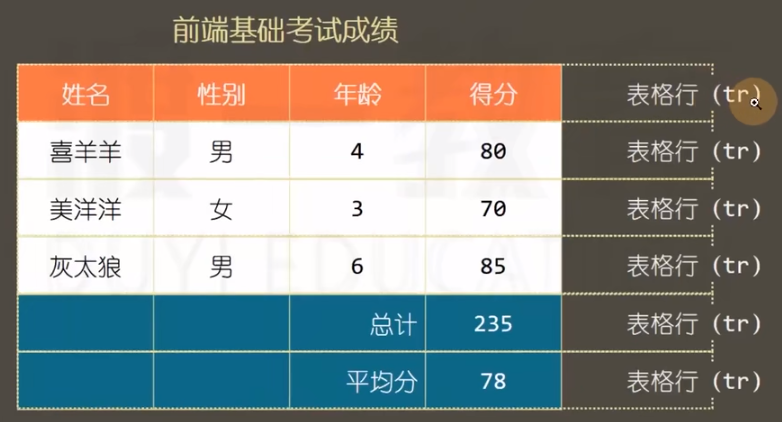 前端基础考试成绩
姓名 性别 年龄 得分 表格行 (tr)
喜羊羊 男 4 80 表格行 (tr)
美洋洋 女 3 70 表格行 (tr)
灰太狼 男 6 85 表格行 (tr)
总计 235 表格行 (tr)
平均分 78 表格行 (tr)